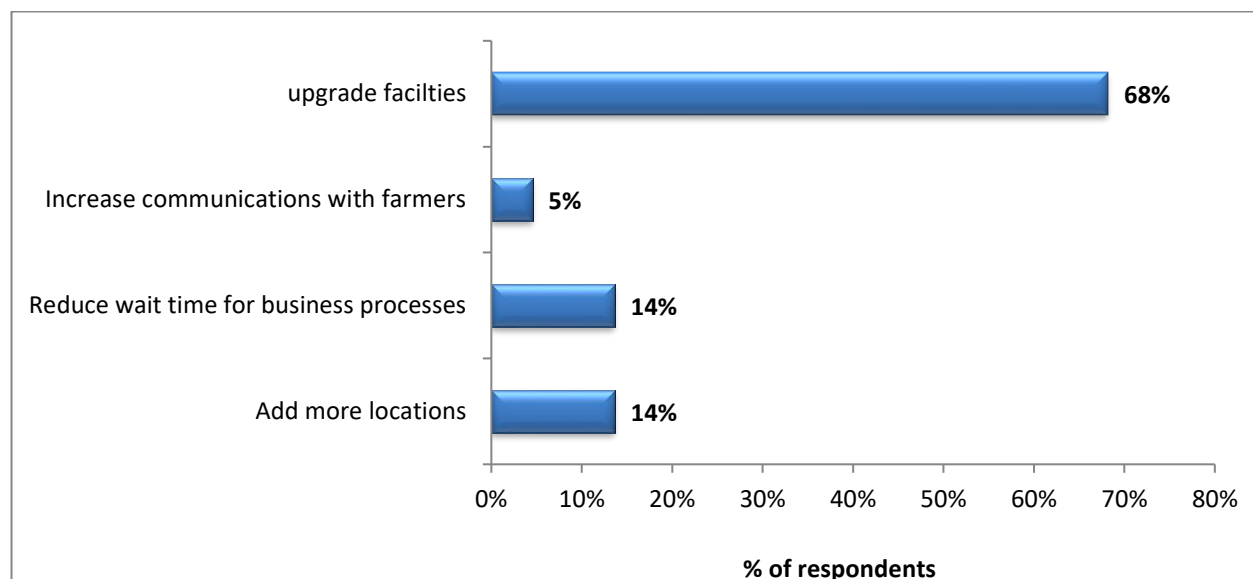 upgrade facilties
68%
Increase communications with farmers
5%
Reduce wait time for business processes
14%
Add more locations
14%
0% 10% 20% 30% 40% 50% 60% 70% 80%
% of respondents